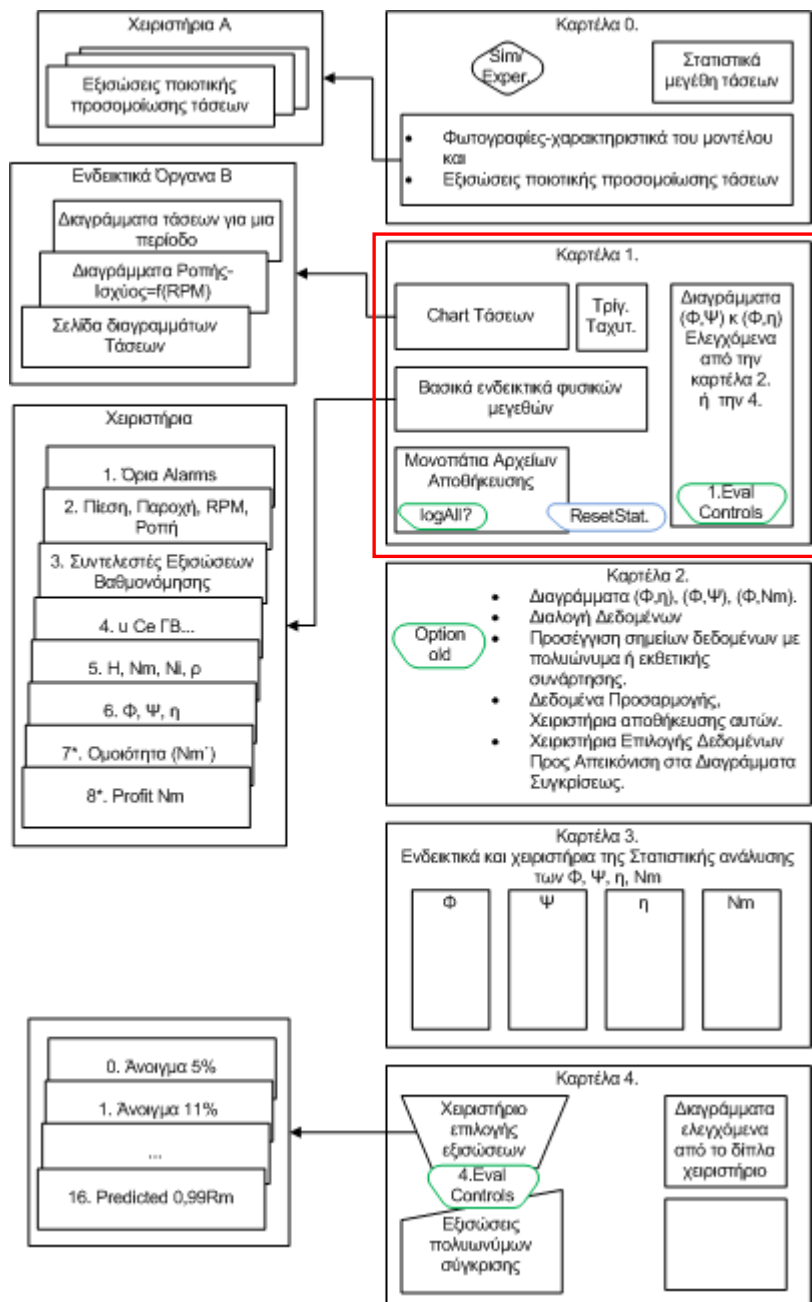 Χειριστήρια Α
Εξισώσεις ποιοτικής
προσομοίωσης τάσεων
Καρτέλα 0.
Sim/
Exper.
Στατιστικά
μεγέθη τάσεων
• Φωτογραφίες-χαρακτηριστικά του μοντέλου
και
• Εξισώσεις ποιοτικής προσομοίωσης τάσεων
Ενδεικτικά Όργανα Β
Διαγράμματα τάσεων για μια
περίοδο
Διαγράμματα Ροπής-
Ισχύος=f(RPM)
Σελίδα διαγραμμάτων
Τάσεων
Καρτέλα 1.
Chart Τάσεων
Τρίγ.
Ταχυτ.
Διαγράμματα
(Φ,Ψ) κ (Φ,η)
Ελεγχόμενα
από την
καρτέλα 2.
ή την 4.
Βασικά ενδεικτικά φυσικών
μεγεθών
Μονοπάτια Αρχείων
Αποθήκευσης
logAll?
ResetStat.
1.Eval
Controls
Χειριστήρια
1. Όρια Alarms
2. Πίεση, Παροχή, RPM,
Ροπή
3. Συντελεστές Εξισώσεων
Βαθμονόμησης
4. u Ce ΓΒ...
5. H, Nm, Ni, ρ
6. Φ, Ψ, η
7*. Ομοιότητα (Nm΄)
8*. Profit Nm
Καρτέλα 2.
Option
old
• Διαγράμματα (Φ,η), (Φ,Ψ), (Φ,Nm).
• Διαλογή Δεδομένων
• Προσέγγιση σημείων δεδομένων με
πολυώνυμα ή εκθετικής
συνάρτησης.
• Δεδομένα Προσαρμογής,
Χειριστήρια αποθήκευσης αυτών.
• Χειριστήρια Επιλογής Δεδομένων
Προς Απεικόνιση στα Διαγράμματα
Συγκρίσεως.
Καρτέλα 3.
Ενδεικτικά και χειριστήρια της Στατιστικής ανάλυσης
των Φ, Ψ, η, Nm
Φ
Ψ
η
Nm
0. Άνοιγμα 5%
1. Άνοιγμα 11%
...
16. Predicted 0,99Rm
Καρτέλα 4.
Χειριστήριο
επιλογής
εξισώσεων
4.Eval
Controls
Εξισώσεις
πολυωνύμων
σύγκρισης
Διαγράμματα
ελεγχόμενα
από το δίπλα
χειριστήριο